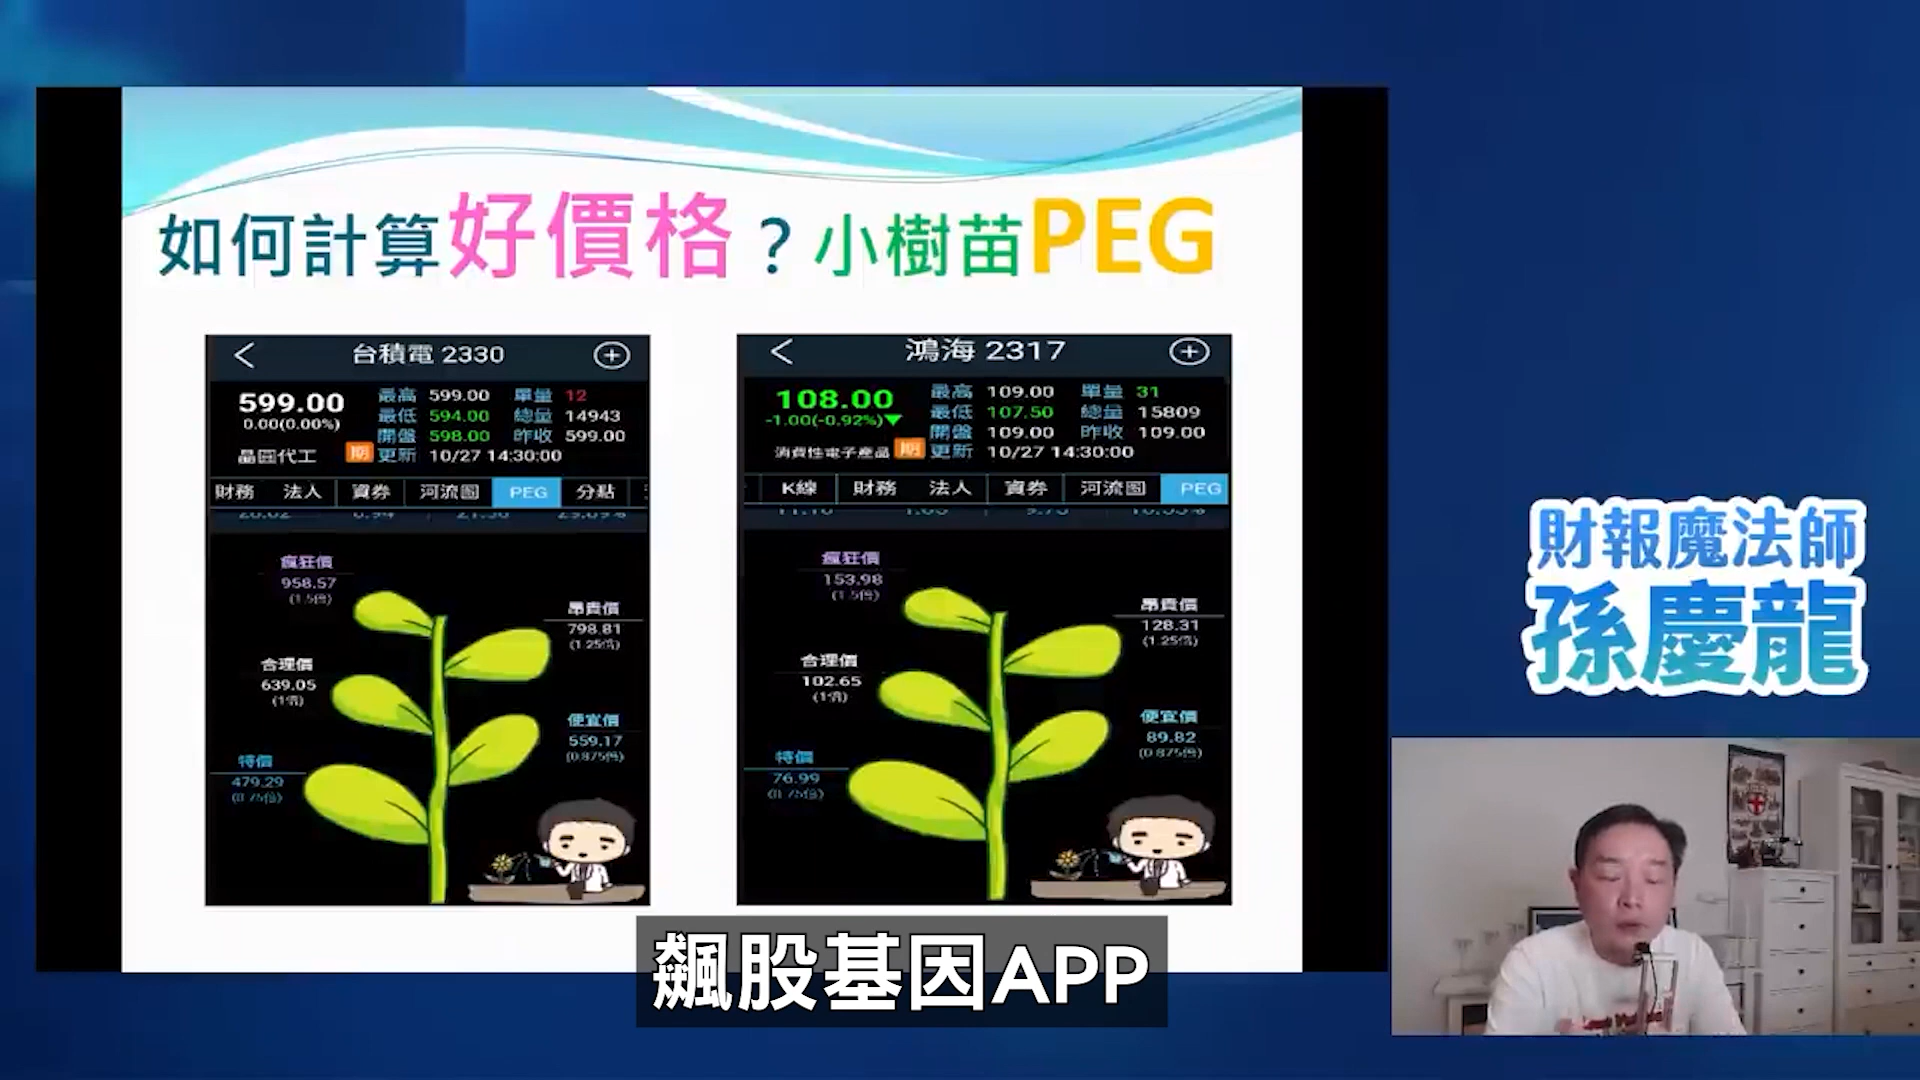 如何計算好價格？小樹苗PEG
台積電 2330
599.00
0.00(0.00%)
晶圓代工
最高 599.00 單量 12
最低 594.00 總量 14943
開盤 598.00 昨收 599.00
期 更新 10/27 14:30:00
財務 法人 資券 河流圖 PEG 分點
瘋狂價
958.57
(1.5倍)
昂貴價
798.81
(1.25倍)
合理價
639.05
(1倍)
便宜價
559.17
(0.875倍)
特價
479.29
(0.75倍)
鴻海 2317
108.00
-1.00(-0.92%)▼
消費性電子產品
最高 109.00 單量 31
最低 107.50 總量 15809
開盤 109.00 昨收 109.00
期 更新 10/27 14:30:00
K線 財務 法人 資券 河流圖 PEG
瘋狂價
153.98
(1.5倍)
昂貴價
128.31
(1.25倍)
合理價
102.65
(1倍)
便宜價
89.82
(0.875倍)
特價
76.99
(0.75倍)
財報魔法師
孫慶龍
飆股基因APP